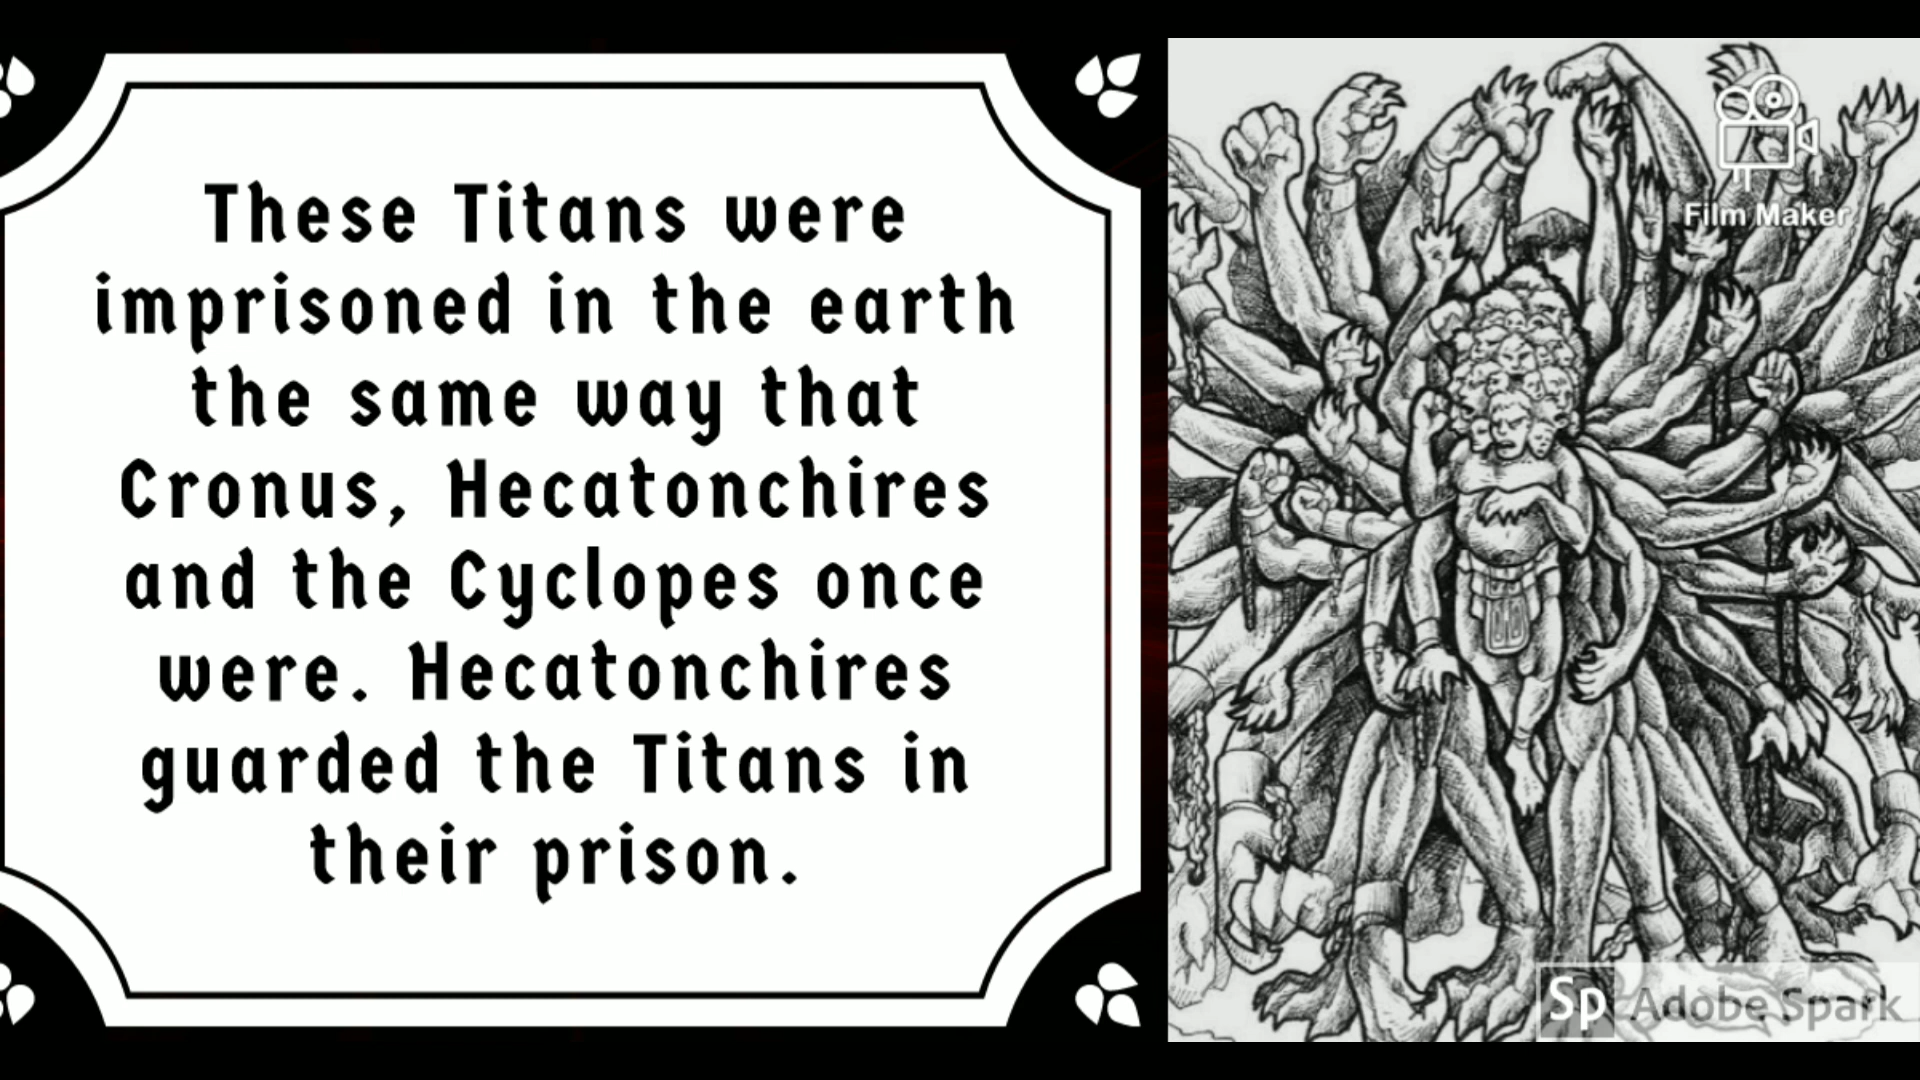 These Titans were
imprisoned in the earth
the same way that
Cronus, Hecatonchires
and the Cyclopes once
were. Hecatonchires
guarded the Titans in
their prison.
Film Maker
Sp Adobe Spark